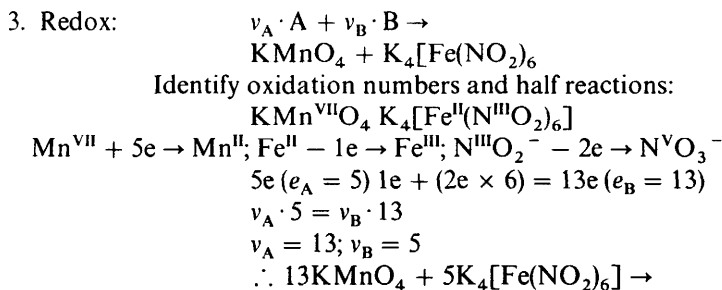 3. Redox: ν_A · A + ν_B · B →
KMnO₄ + K₄[Fe(NO₂)₆
Identify oxidation numbers and half reactions:
KMn^VII O₄ K₄[Fe^II(N^III O₂)₆]
Mn^VII + 5e → Mn^II; Fe^II − 1e → Fe^III; N^III O₂⁻ − 2e → N^V O₃⁻
5e (e_A = 5) 1e + (2e × 6) = 13e (e_B = 13)
ν_A · 5 = ν_B · 13
ν_A = 13; ν_B = 5
∴ 13KMnO₄ + 5K₄[Fe(NO₂)₆] →